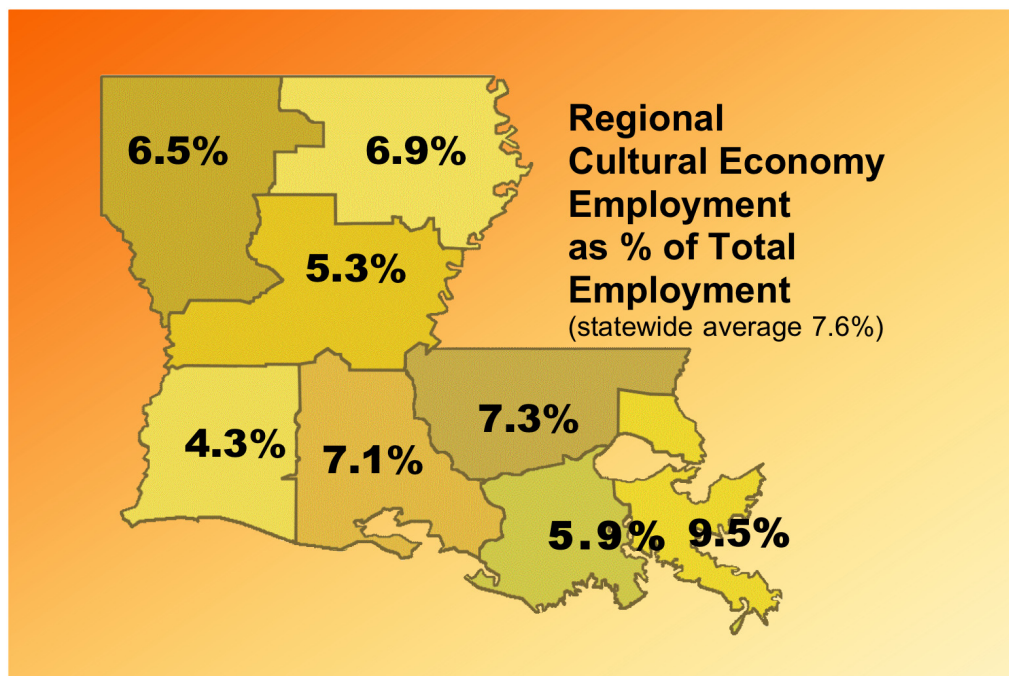 Regional
Cultural Economy
Employment
as % of Total
Employment
(statewide average 7.6%)
6.5%
6.9%
5.3%
7.3%
4.3%
7.1%
5.9%
9.5%